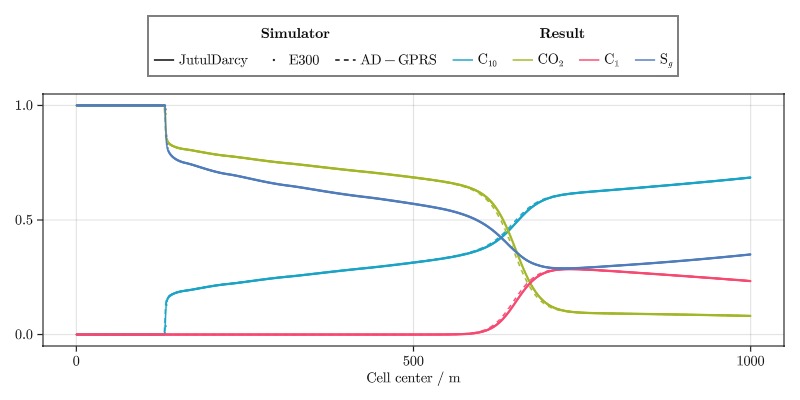 Simulator Result
JutulDarcy E300 AD − GPRS C₁₀ CO₂ C₁ S𝑔
1.0
0.5
0.0
0 500 1000
Cell center / m